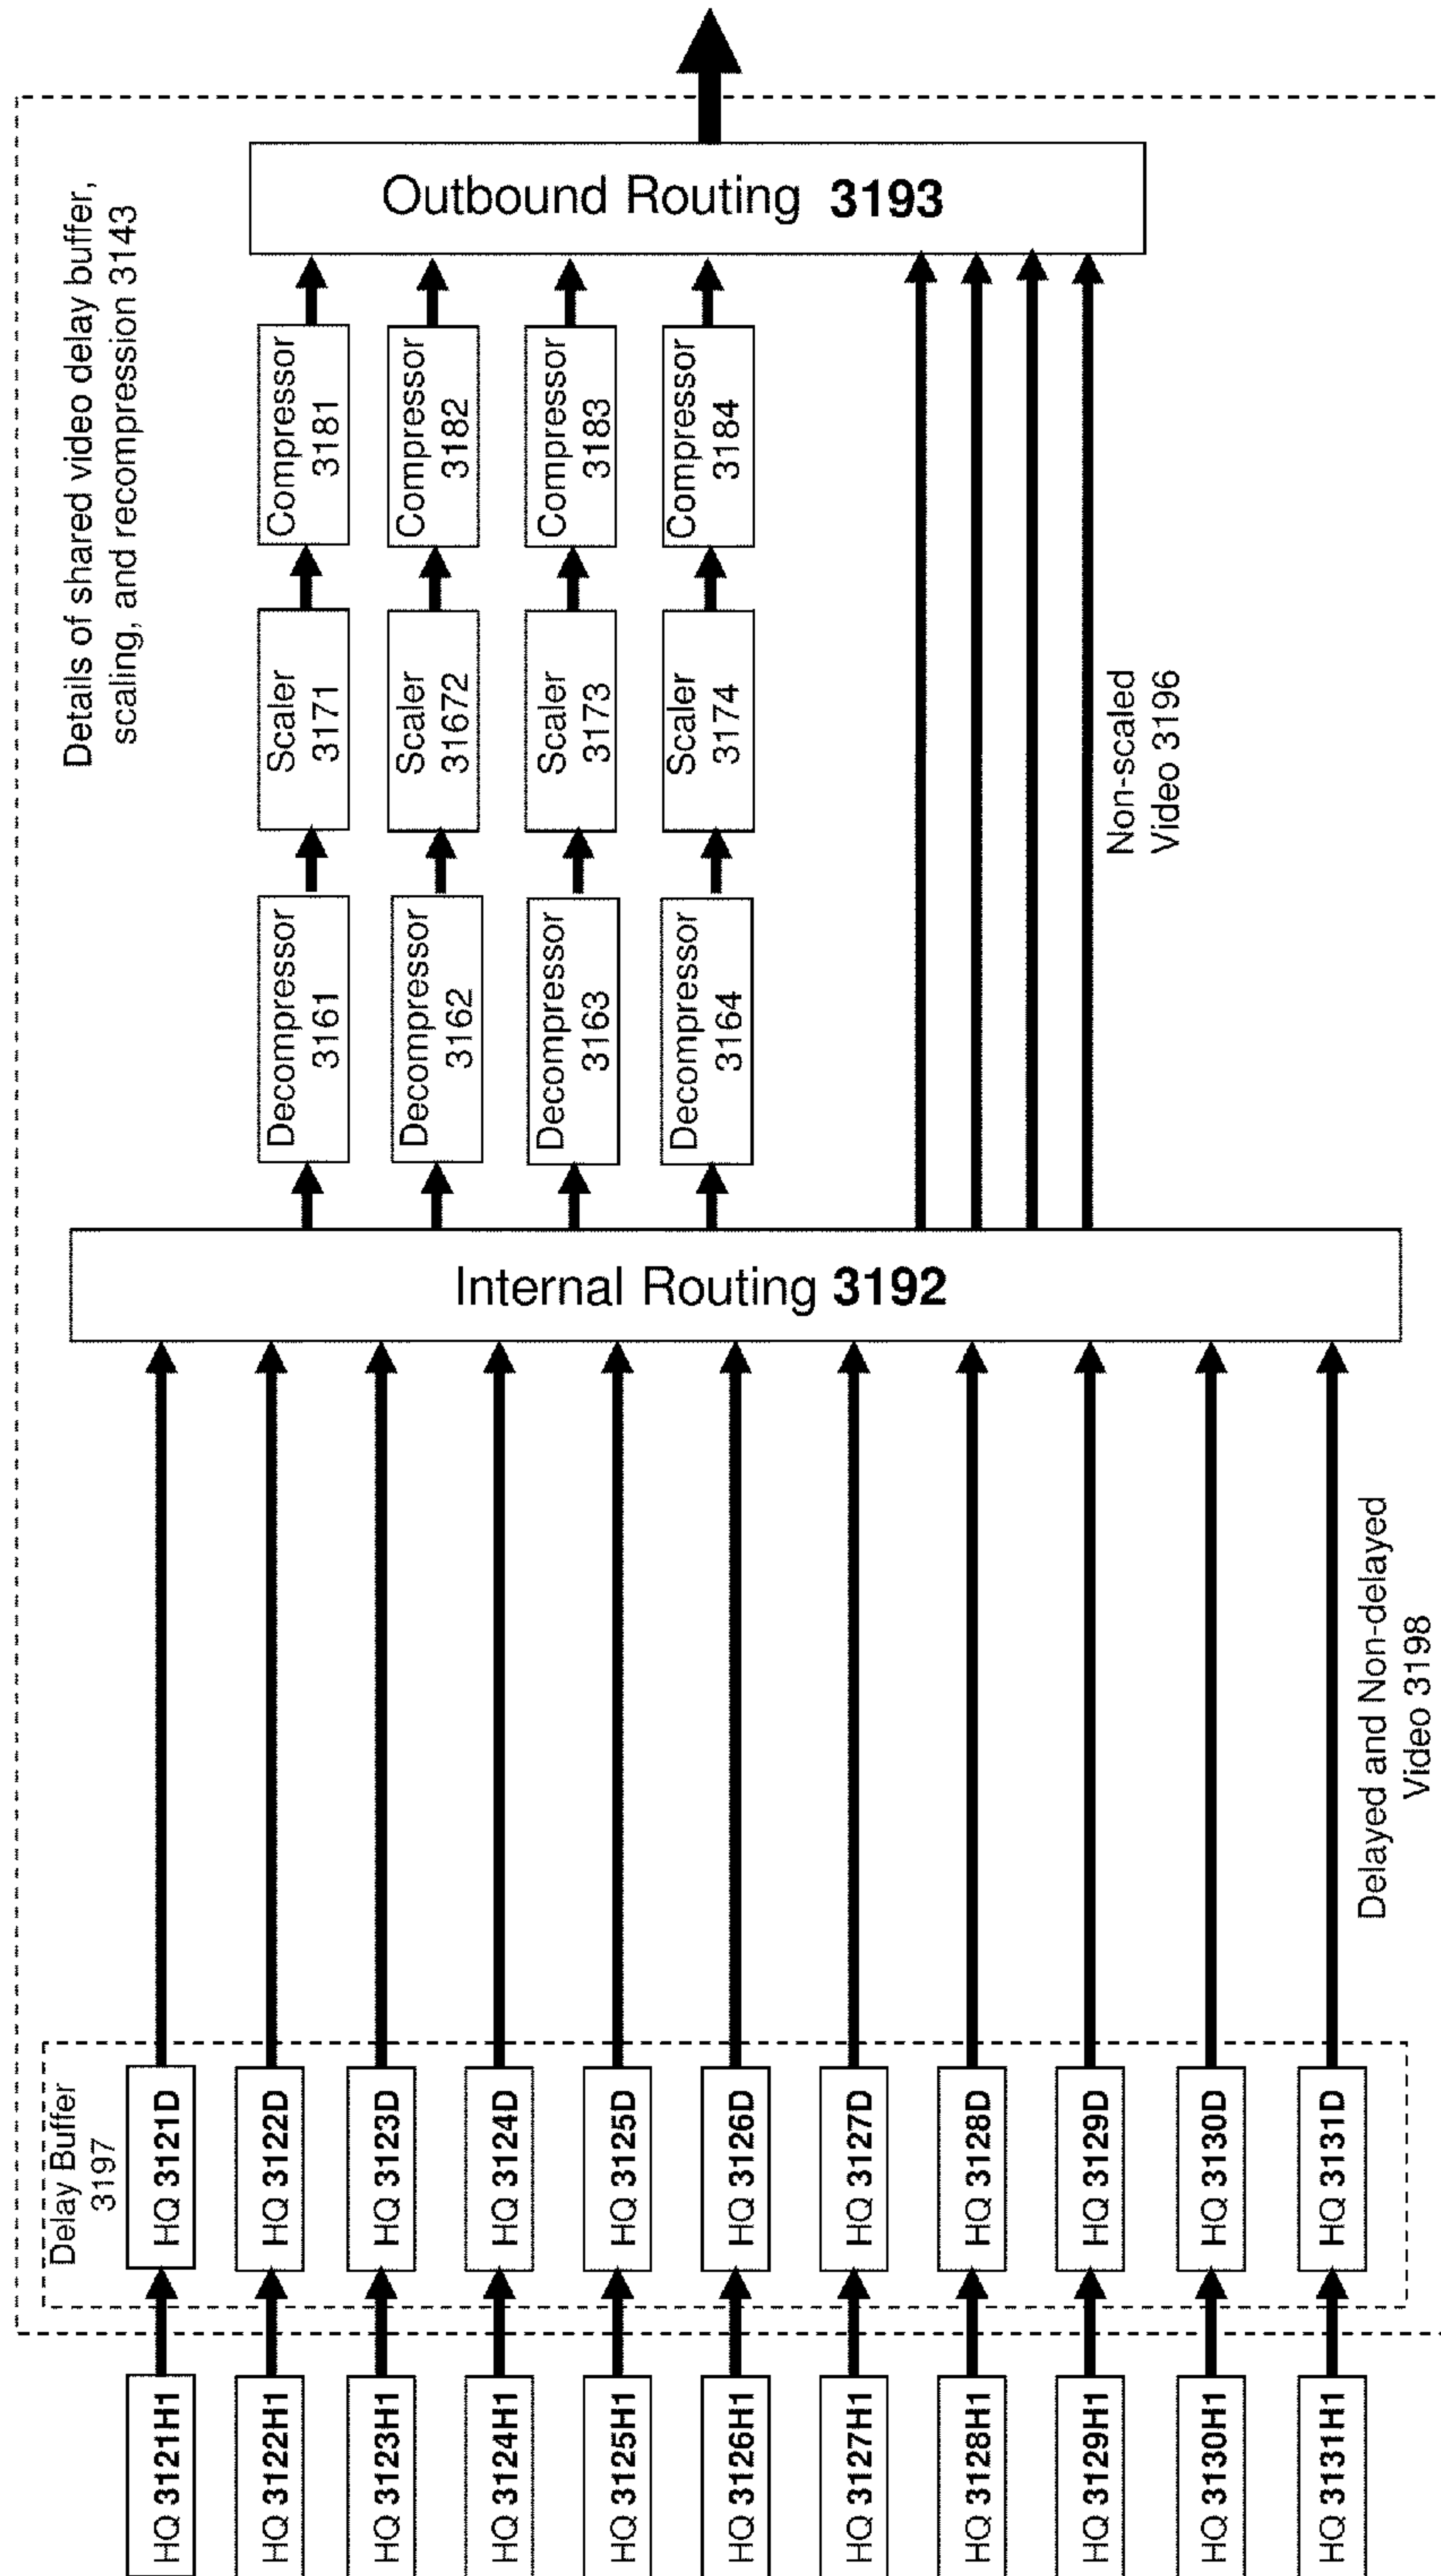 Details of shared video delay buffer,
scaling, and recompression 3143
Delay Buffer
3197
HQ 3121H1
HQ 3122H1
HQ 3123H1
HQ 3124H1
HQ 3125H1
HQ 3126H1
HQ 3127H1
HQ 3128H1
HQ 3129H1
HQ 3130H1
HQ 3131H1
HQ 3121D
HQ 3122D
HQ 3123D
HQ 3124D
HQ 3125D
HQ 3126D
HQ 3127D
HQ 3128D
HQ 3129D
HQ 3130D
HQ 3131D
Delayed and Non-delayed
Video 3198
Internal Routing 3192
Decompressor
3161
Decompressor
3162
Decompressor
3163
Decompressor
3164
Scaler
3171
Scaler
31672
Scaler
3173
Scaler
3174
Compressor
3181
Compressor
3182
Compressor
3183
Compressor
3184
Non-scaled
Video 3196
Outbound Routing 3193